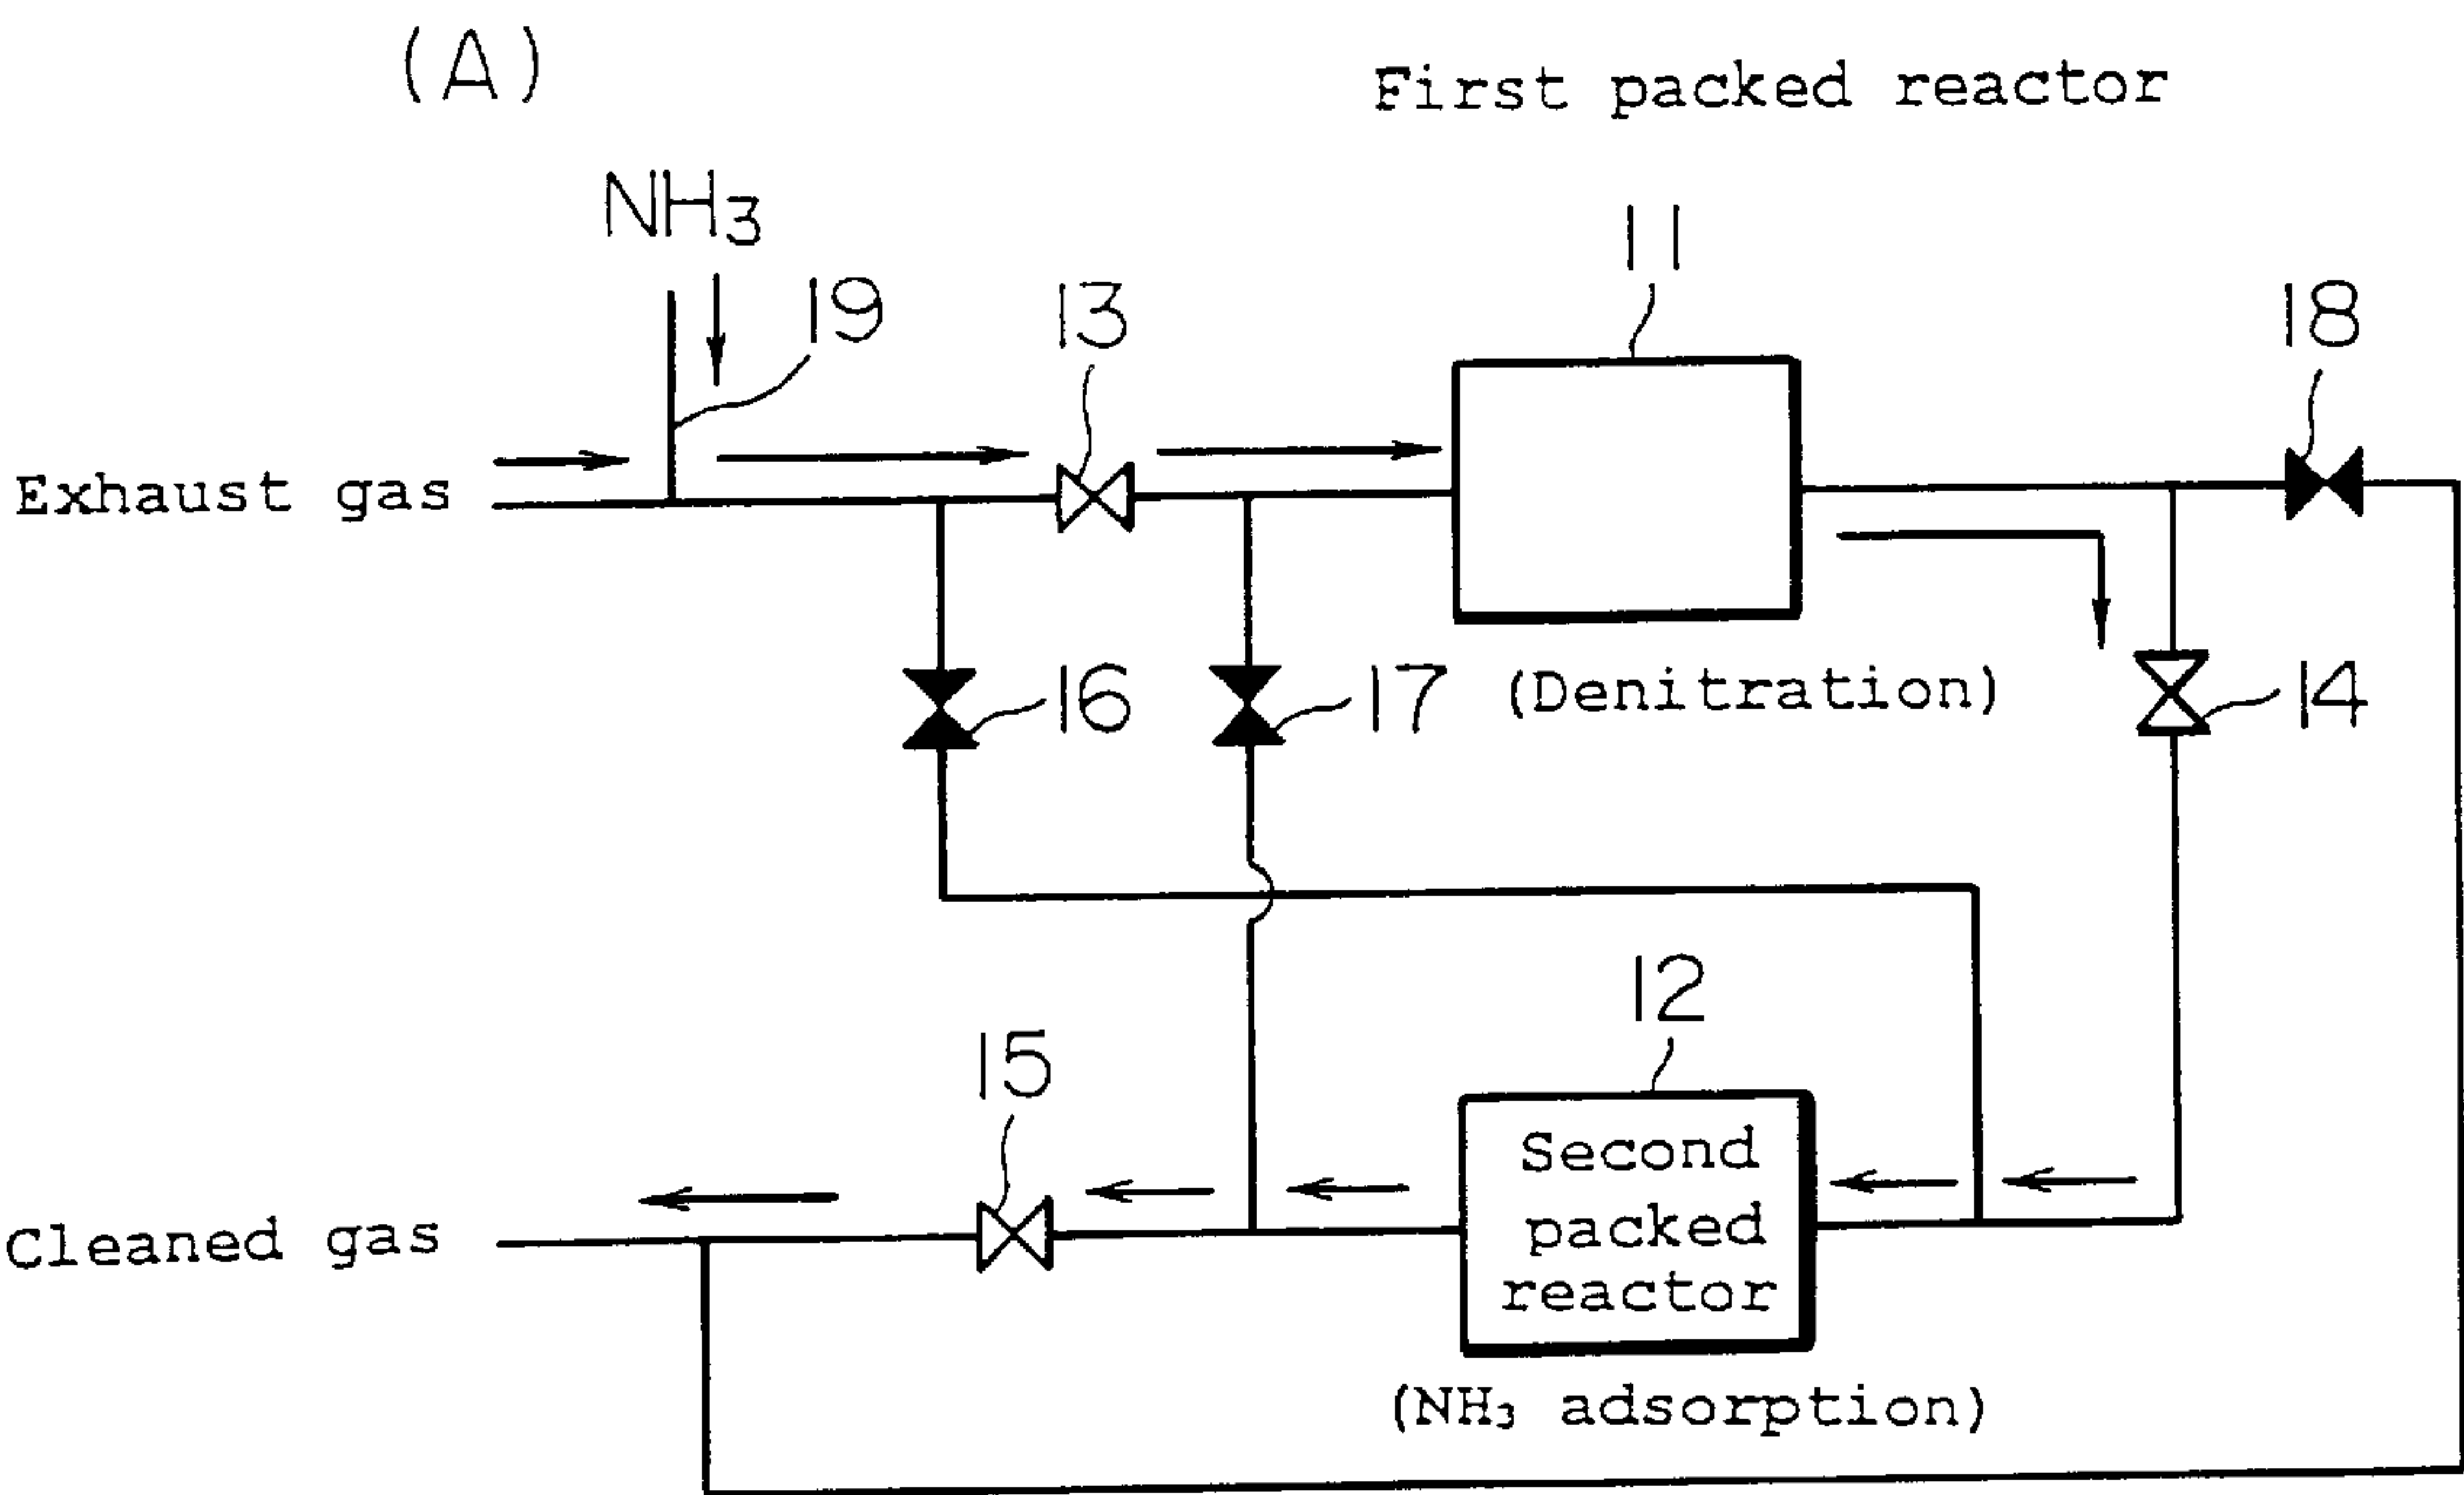 (A)
First packed reactor
NH3
19
13
11
18
Exhaust gas
16
17
(Denitration)
14
12
15
Second
packed
reactor
Cleaned gas
(NH3 adsorption)